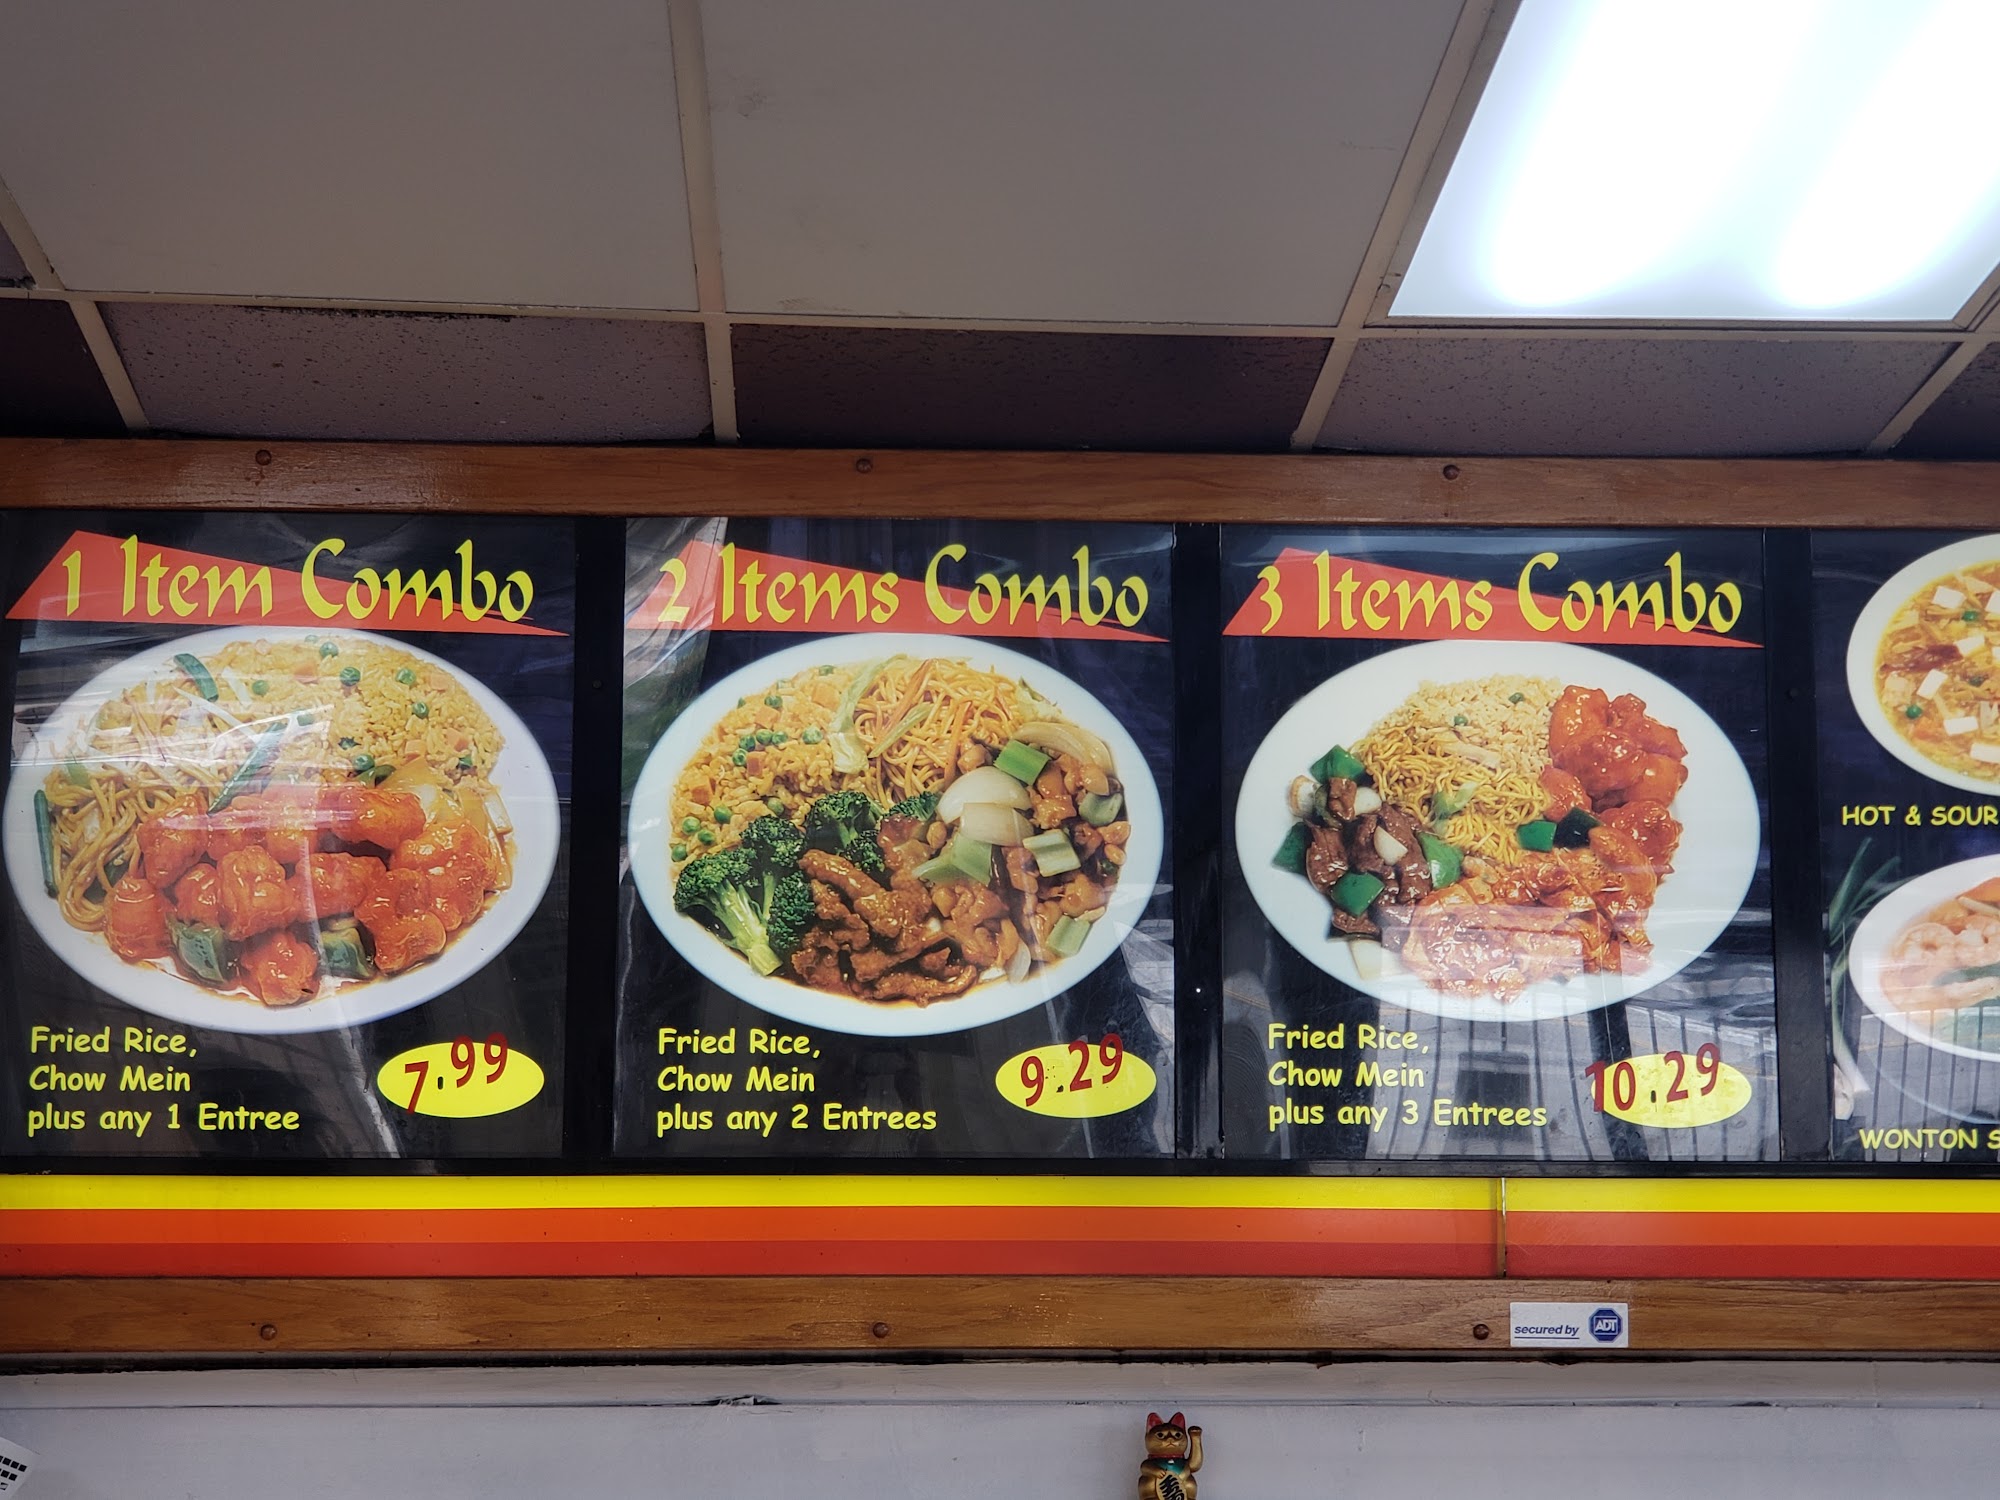 1 Item Combo
Fried Rice,
Chow Mein
plus any 1 Entree
7.99
2 Items Combo
Fried Rice,
Chow Mein
plus any 2 Entrees
9.29
3 Items Combo
Fried Rice,
Chow Mein
plus any 3 Entrees
10.29
HOT & SOUR
WONTON S
secured by ADT